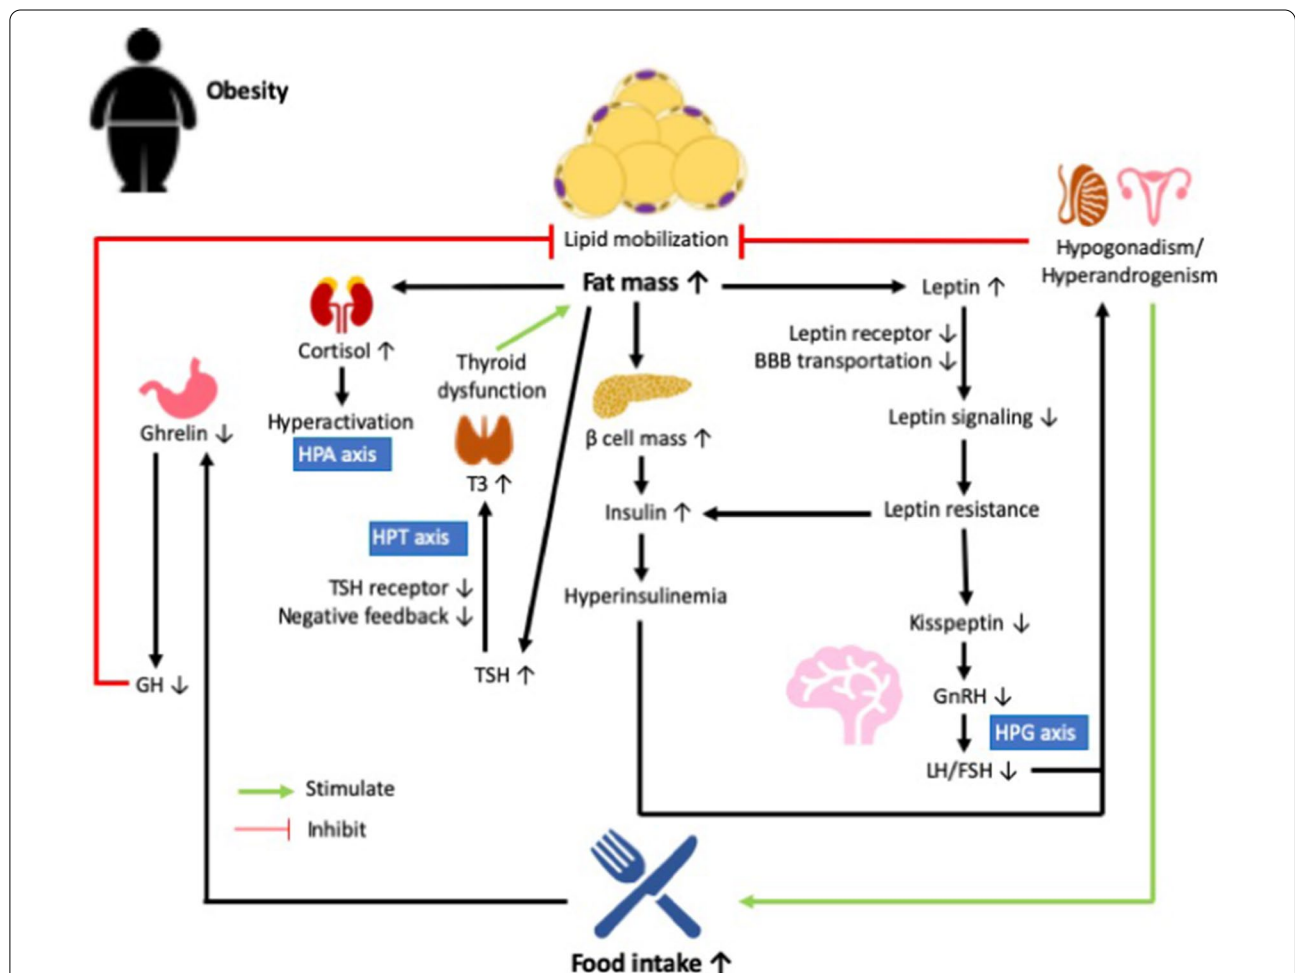 Obesity
Lipid mobilization
Fat mass ↑
Hypogonadism/
Hyperandrogenism
Leptin ↑
Leptin receptor ↓
BBB transportation ↓
Leptin signaling ↓
Leptin resistance
Kisspeptin ↓
GnRH ↓
HPG axis
LH/FSH ↓
Cortisol ↑
Hyperactivation
HPA axis
Thyroid
dysfunction
T3 ↑
HPT axis
TSH receptor ↓
Negative feedback ↓
TSH ↑
β cell mass ↑
Insulin ↑
Hyperinsulinemia
Ghrelin ↓
GH ↓
Stimulate
Inhibit
Food intake ↑